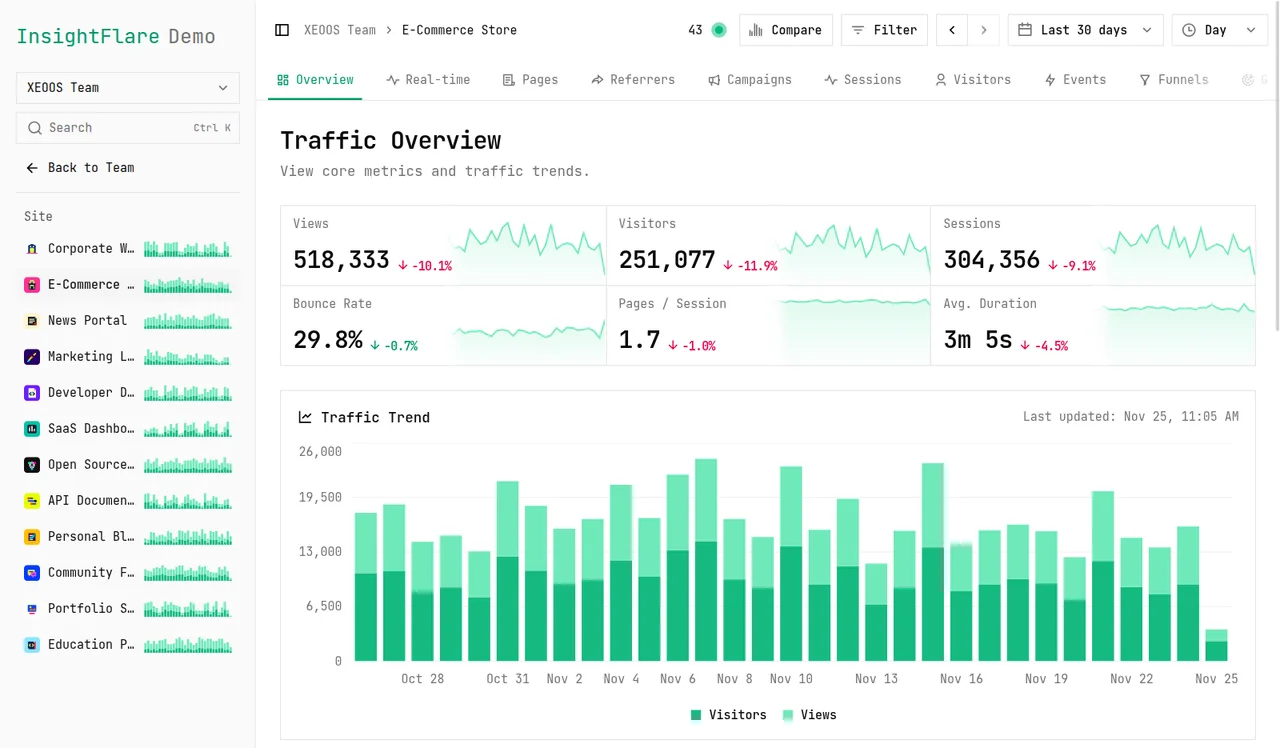 InsightFlare Demo
XEOOS Team
Search Ctrl K
Back to Team
Site
Corporate W…
E-Commerce …
News Portal
Marketing L…
Developer D…
SaaS Dashbo…
Open Source…
API Documen…
Personal Bl…
Community F…
Portfolio S…
Education P…
XEOOS Team > E-Commerce Store
43 Compare Filter Last 30 days Day
Overview Real-time Pages Referrers Campaigns Sessions Visitors Events Funnels
Traffic Overview
View core metrics and traffic trends.
Views
518,333 ↓ -10.1%
Visitors
251,077 ↓ -11.9%
Sessions
304,356 ↓ -9.1%
Bounce Rate
29.8% ↓ -0.7%
Pages / Session
1.7 ↓ -1.0%
Avg. Duration
3m 5s ↓ -4.5%
Traffic Trend
Last updated: Nov 25, 11:05 AM
26,000
19,500
13,000
6,500
0
Oct 28 Oct 31 Nov 2 Nov 4 Nov 6 Nov 8 Nov 10 Nov 13 Nov 16 Nov 19 Nov 22 Nov 25
Visitors Views